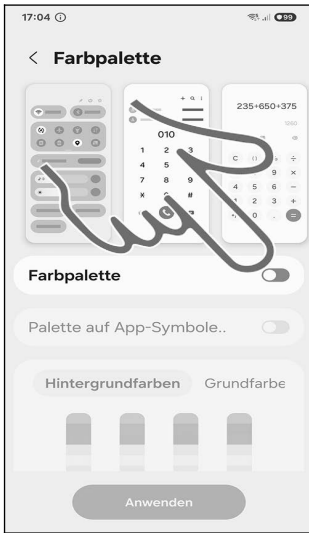 17:04
99
< Farbpalette
010
1 2 3
4 5
7 8 9
* #
235+650+375
1260
C () ÷
9 ×
4 5 6 -
1 2 3 +
0 . =
Farbpalette
Palette auf App-Symbole..
Hintergrundfarben Grundfarbe
Anwenden